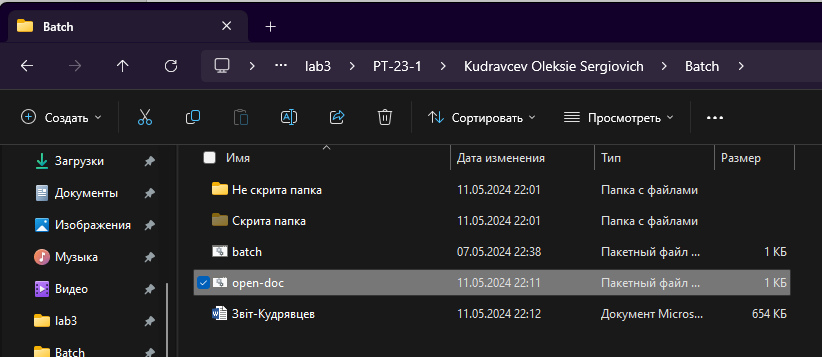 Batch
lab3 PT-23-1 Kudravcev Oleksie Sergiovich Batch
Создать Сортировать Просмотреть
Имя Дата изменения Тип Размер
Загрузки
Документы
Изображения
Музыка
Видео
lab3
Batch
Не скрита папка 11.05.2024 22:01 Папка с файлами
Скрита папка 11.05.2024 22:01 Папка с файлами
batch 07.05.2024 22:38 Пакетный файл ... 1 КБ
open-doc 11.05.2024 22:11 Пакетный файл ... 1 КБ
Звіт-Кудрявцев 11.05.2024 22:12 Документ Micros... 654 КБ